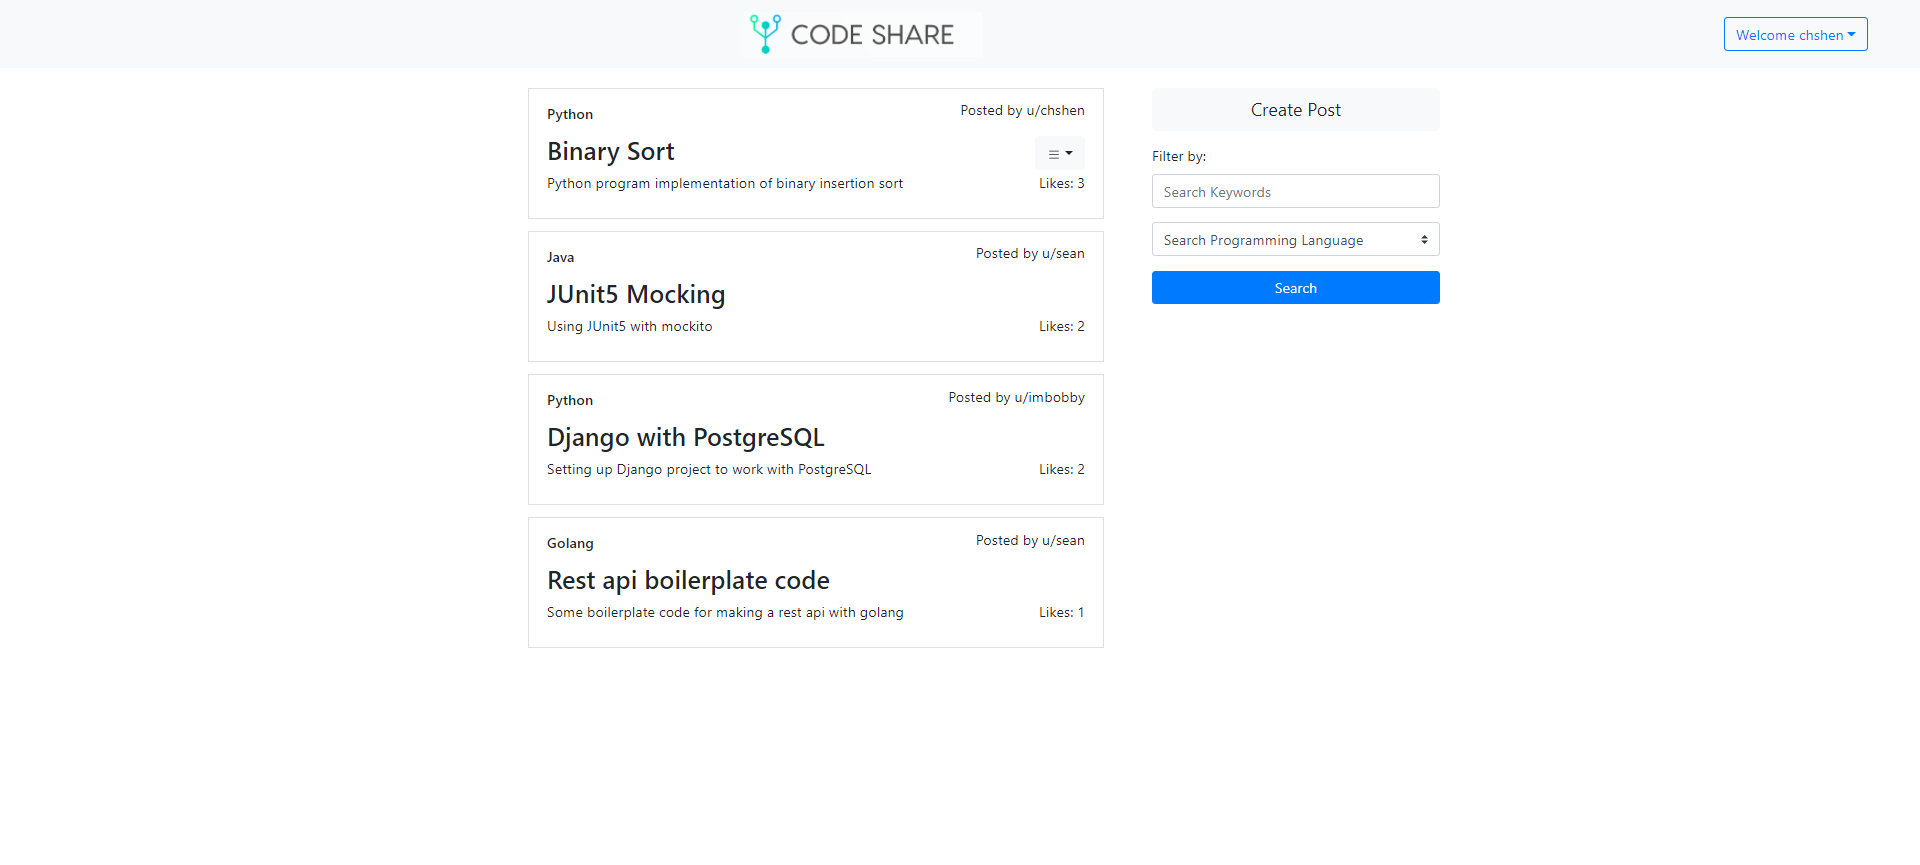 CODE SHARE
Welcome chshen
Python
Posted by u/chshen
Binary Sort
Python program implementation of binary insertion sort
Likes: 3
Java
Posted by u/sean
JUnit5 Mocking
Using JUnit5 with mockito
Likes: 2
Python
Posted by u/imbobby
Django with PostgreSQL
Setting up Django project to work with PostgreSQL
Likes: 2
Golang
Posted by u/sean
Rest api boilerplate code
Some boilerplate code for making a rest api with golang
Likes: 1
Create Post
Filter by:
Search Keywords
Search Programming Language
Search